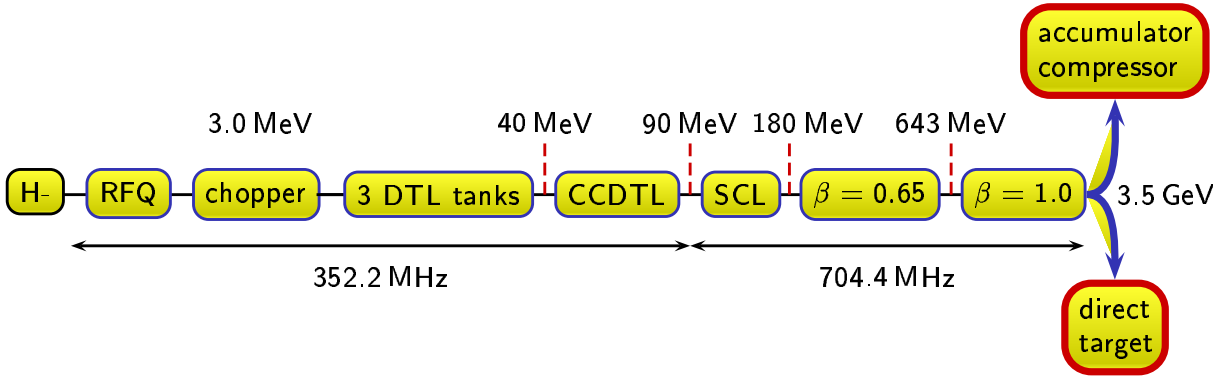 accumulator
compressor
3.0 MeV
40 MeV
90 MeV
180 MeV
643 MeV
H-
RFQ
chopper
3 DTL tanks
CCDTL
SCL
β = 0.65
β = 1.0
3.5 GeV
352.2 MHz
704.4 MHz
direct
target